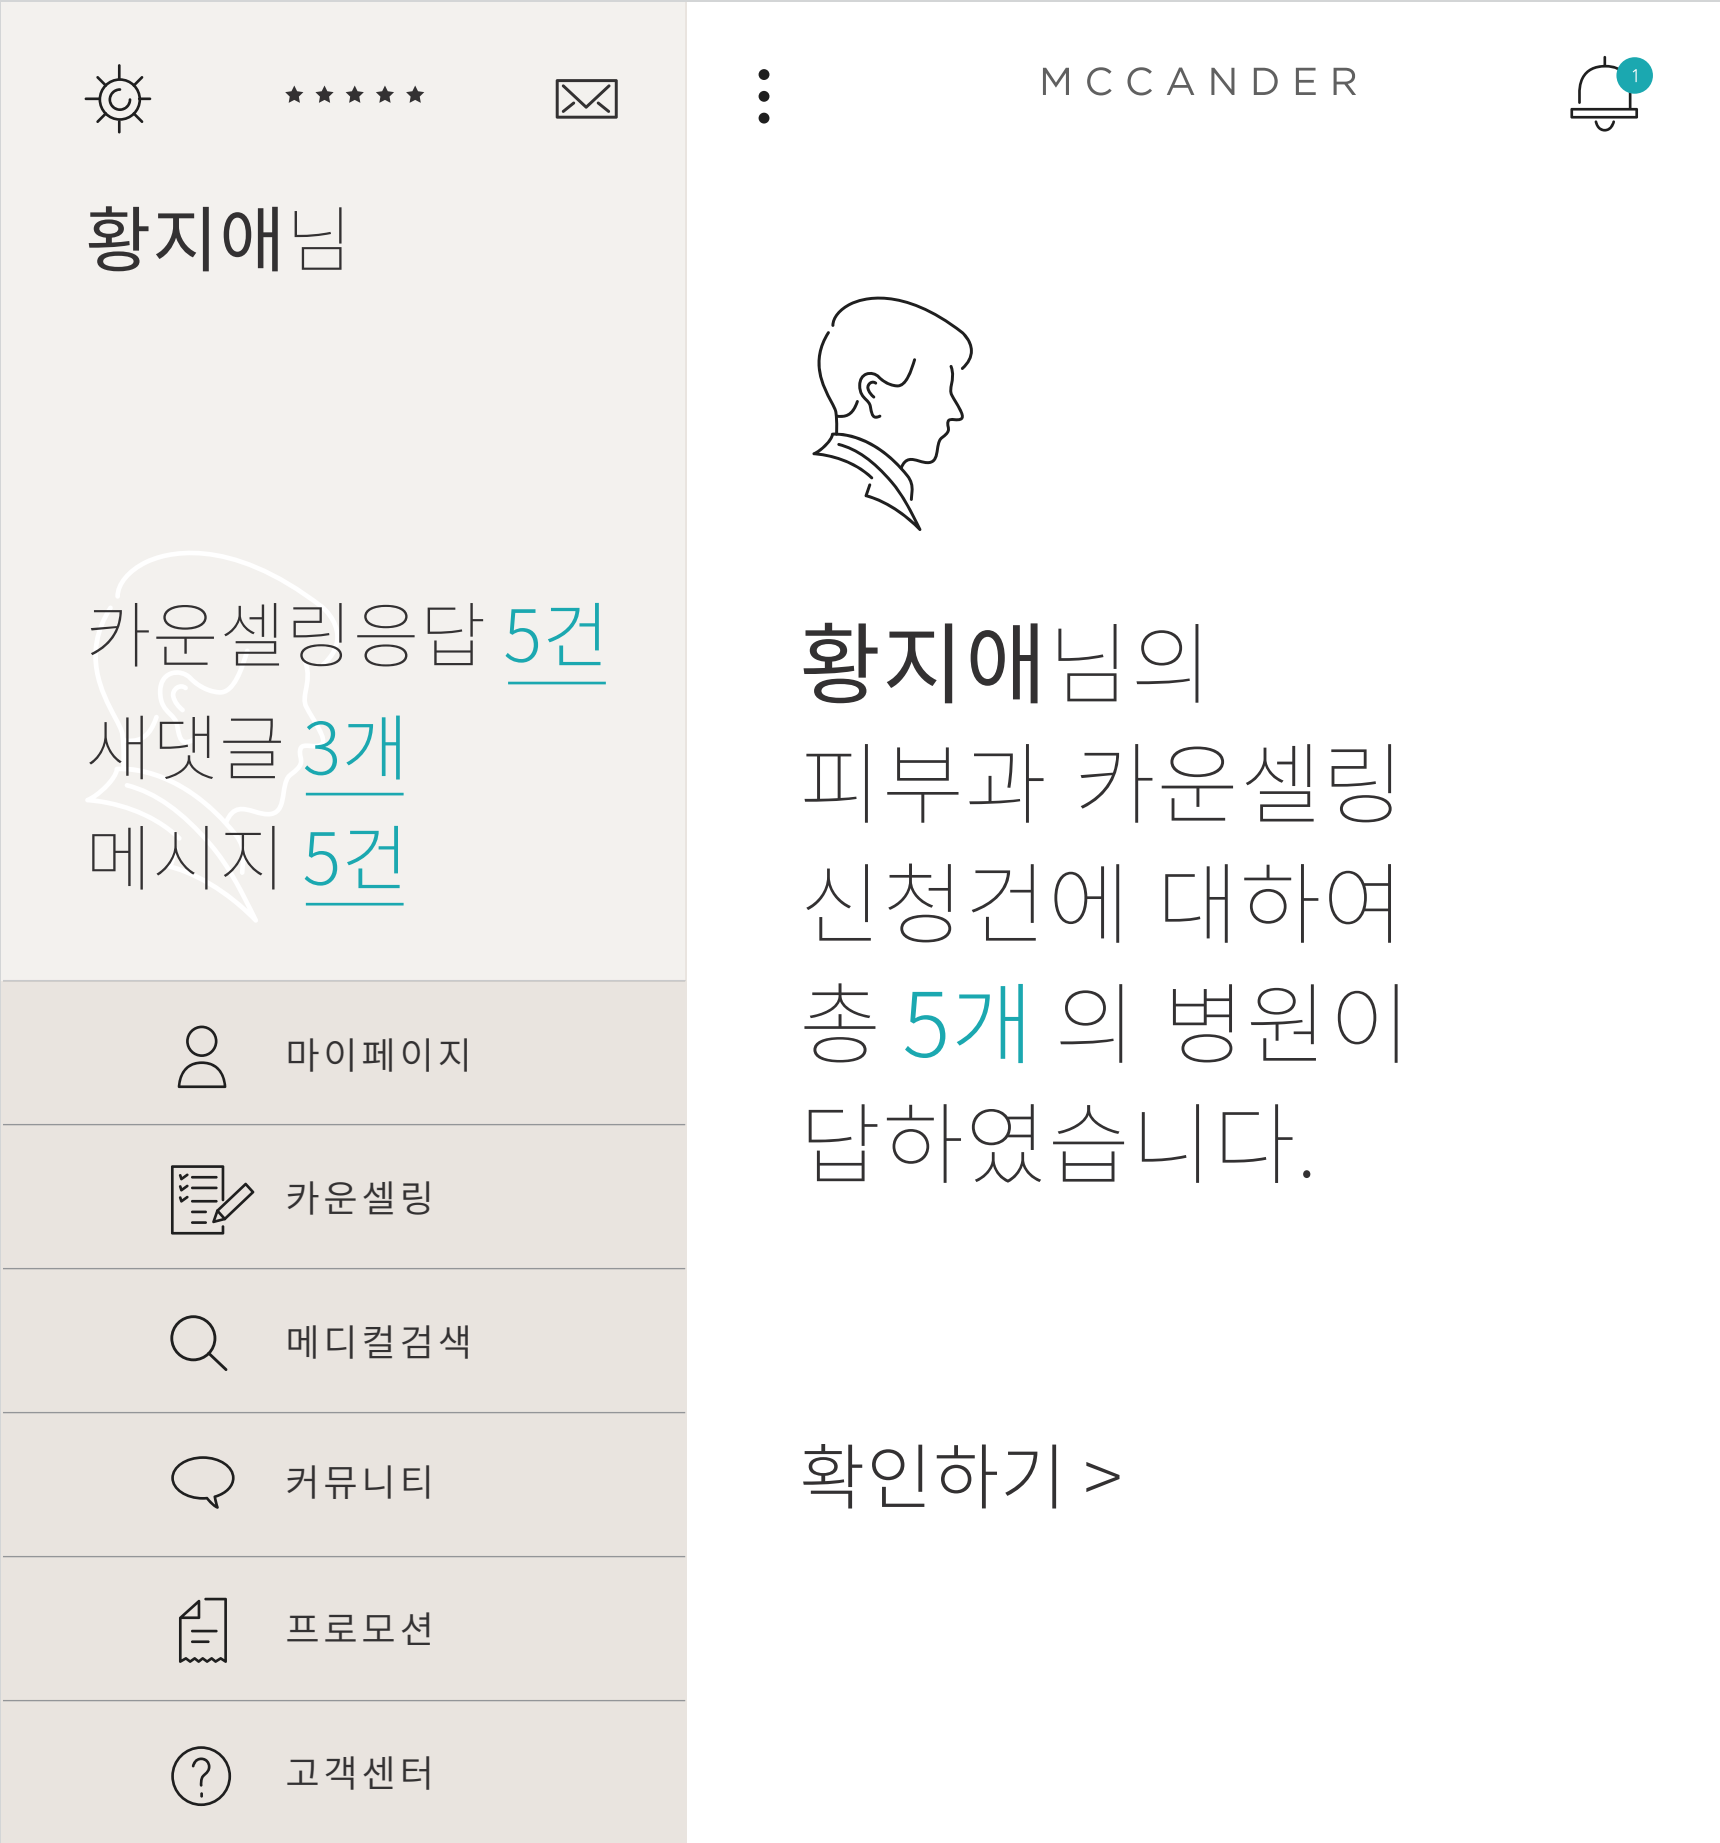 ★★★★★
황지애님
카운셀링응답 5건
새댓글 3개
메시지 5건
마이페이지
카운셀링
메디컬검색
커뮤니티
프로모션
고객센터
MCCANDER
1
황지애님의
피부과 카운셀링
신청건에 대하여
총 5개 의 병원이
답하였습니다.
확인하기 >